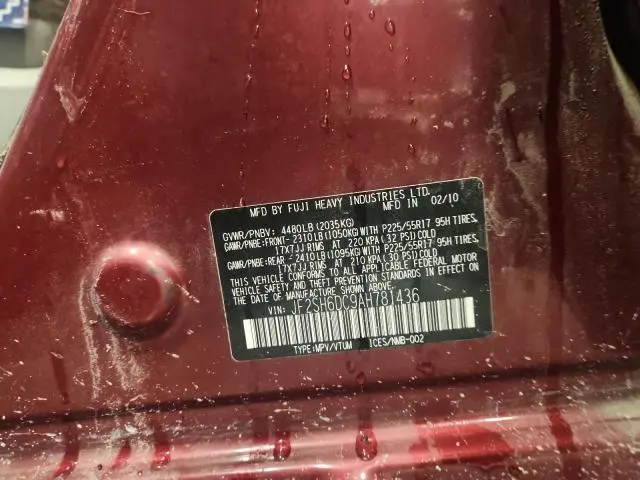 MFD BY FUJI HEAVY INDUSTRIES LTD.
MFD IN 02/10
GVWR/PNBV: 4480LB (2035KG)
GAWR/PNBE:FRONT- 2310LB(1050KG)WITH P225/55R17 95H TIRES,
17X7JJ RIMS AT 220 KPA (32 PSI)COLD
GAWR/PNBE:REAR - 2410LB(1095KG)WITH P225/55R17 95H TIRES,
17X7JJ RIMS AT 210 KPA (30 PSI)COLD
THIS VEHICLE CONFORMS TO ALL APPLICABLE FEDERAL MOTOR
VEHICLE SAFETY AND THEFT PREVENTION STANDARDS IN EFFECT
ON THE DATE OF MANUFACTURE SHOWN ABOVE.
VIN: JF2SH6DC9AH781436
TYPE:MPV/VTUM ICES/NMB-002